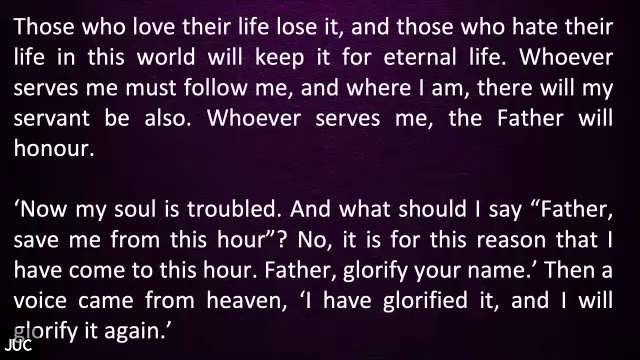 Those who love their life lose it, and those who hate their
life in this world will keep it for eternal life. Whoever
serves me must follow me, and where I am, there will my
servant be also. Whoever serves me, the Father will
honour.
‘Now my soul is troubled. And what should I say “Father,
save me from this hour”? No, it is for this reason that I
have come to this hour. Father, glorify your name.’ Then a
voice came from heaven, ‘I have glorified it, and I will
glorify it again.’
JUC